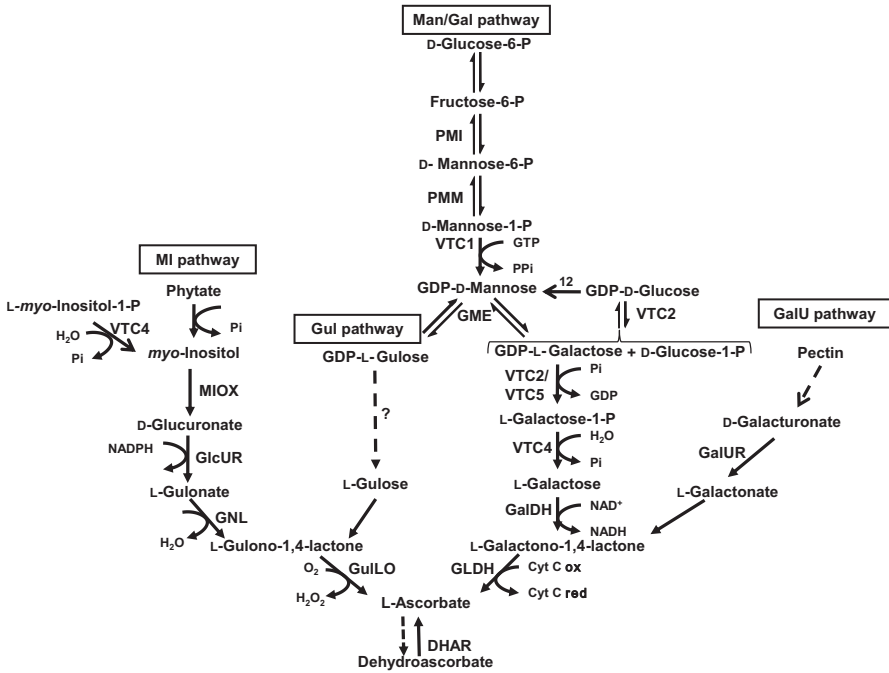 Man/Gal pathway
D-Glucose-6-P
Fructose-6-P
PMI
D- Mannose-6-P
PMM
D-Mannose-1-P
VTC1
GTP
PPi
GDP-D-Mannose
12
GDP-D-Glucose
GME
VTC2
GDP-L- Galactose + D-Glucose-1-P
VTC2/
VTC5
Pi
GDP
L-Galactose-1-P
VTC4
H2O
Pi
L-Galactose
GalDH
NAD+
NADH
L-Galactono-1,4-lactone
GLDH
Cyt C ox
Cyt C red
MI pathway
Phytate
Pi
L-myo-Inositol-1-P
VTC4
H2O
Pi
myo-Inositol
MIOX
D-Glucuronate
NADPH
GlcUR
L-Gulonate
GNL
H2O
L-Gulono-1,4-lactone
O2
GulLO
H2O2
Gul pathway
GDP-L- Gulose
?
L-Gulose
GalU pathway
Pectin
D-Galacturonate
GalUR
L-Galactonate
L-Ascorbate
DHAR
Dehydroascorbate